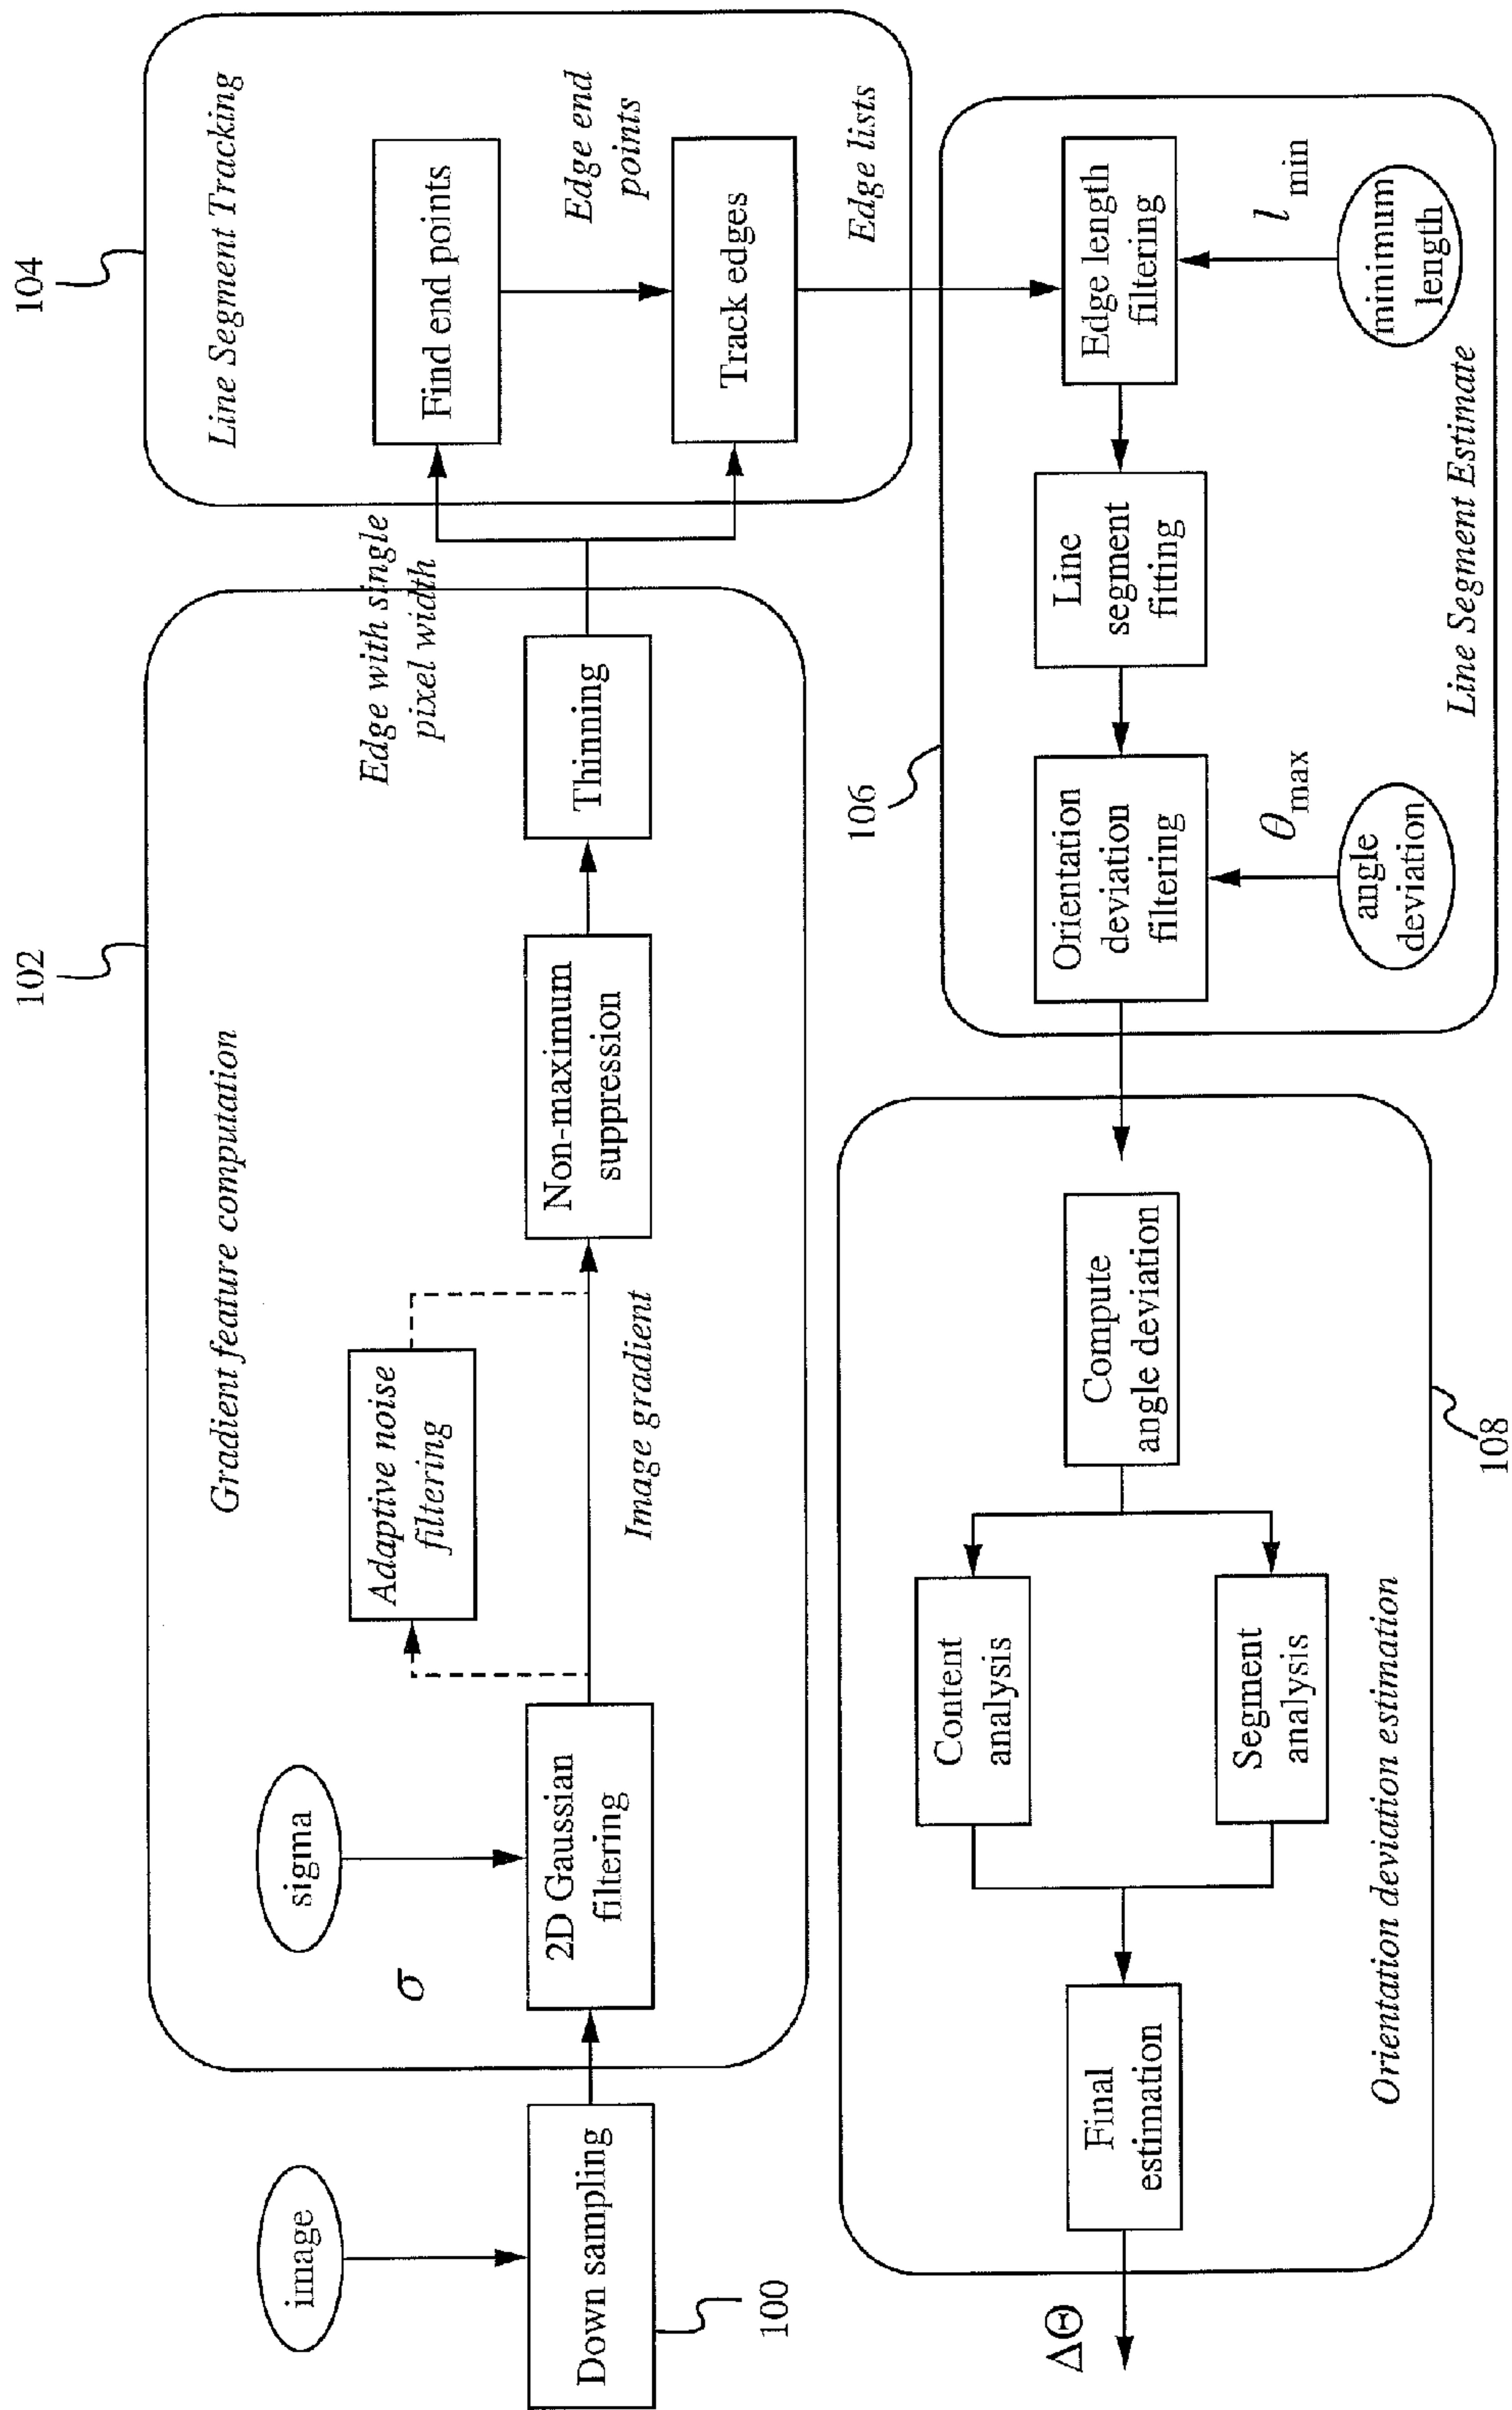 image
Down sampling
100
102
Gradient feature computation
sigma
σ
2D Gaussian
filtering
Adaptive noise
filtering
Image gradient
Non-maximum
suppression
Thinning
Edge with single
pixel width
104
Line Segment Tracking
Find end points
Edge end
points
Track edges
Edge lists
106
Edge length
filtering
l min
minimum
length
Line
segment
fitting
Orientation
deviation
filtering
θmax
angle
deviation
Line Segment Estimate
Compute
angle deviation
Content
analysis
Segment
analysis
Final
estimation
Orientation deviation estimation
108
ΔΘ